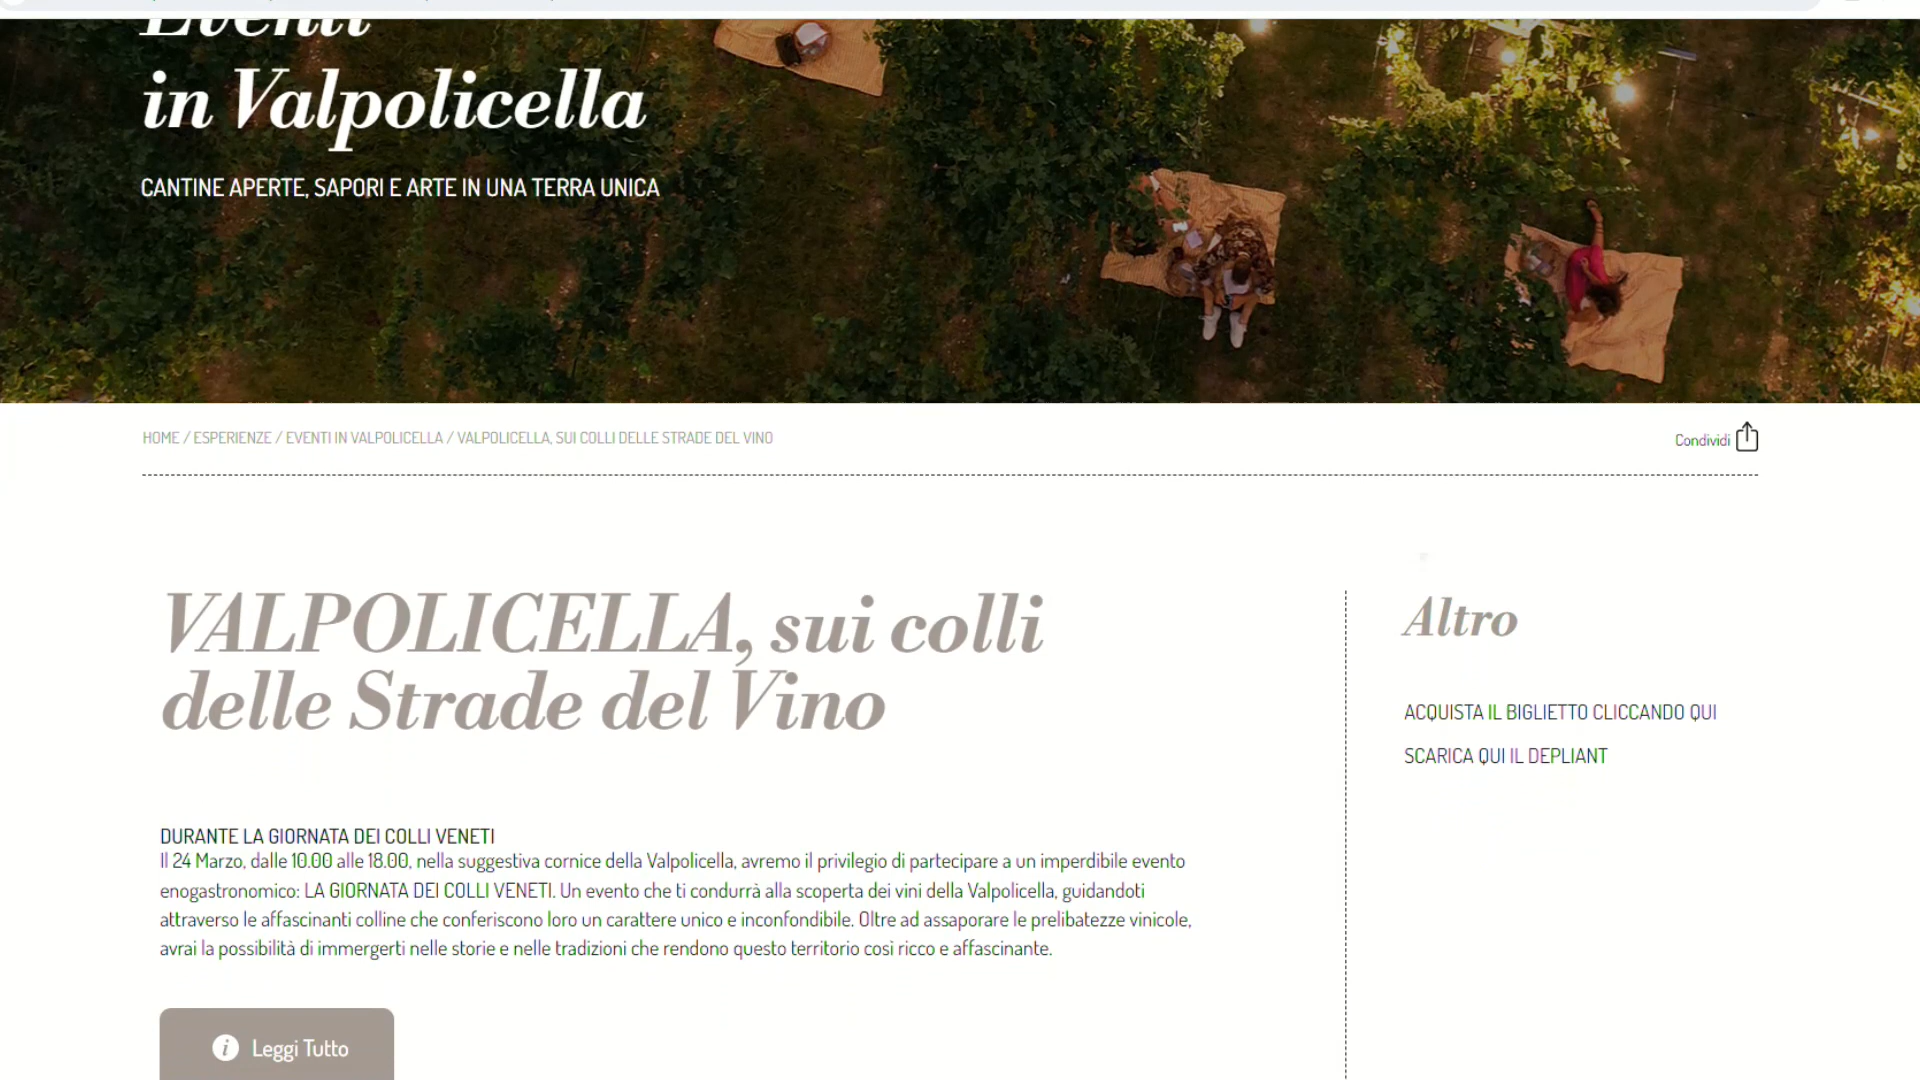 Eventi
in Valpolicella
CANTINE APERTE, SAPORI E ARTE IN UNA TERRA UNICA
HOME / ESPERIENZE / EVENTI IN VALPOLICELLA / VALPOLICELLA, SUI COLLI DELLE STRADE DEL VINO
Condividi
VALPOLICELLA, sui colli
delle Strade del Vino
DURANTE LA GIORNATA DEI COLLI VENETI
Il 24 Marzo, dalle 10.00 alle 18.00, nella suggestiva cornice della Valpolicella, avremo il privilegio di partecipare a un imperdibile evento
enogastronomico: LA GIORNATA DEI COLLI VENETI. Un evento che ti condurrà alla scoperta dei vini della Valpolicella, guidandoti
attraverso le affascinanti colline che conferiscono loro un carattere unico e inconfondibile. Oltre ad assaporare le prelibatezze vinicole,
avrai la possibilità di immergerti nelle storie e nelle tradizioni che rendono questo territorio così ricco e affascinante.
Leggi Tutto
Altro
ACQUISTA IL BIGLIETTO CLICCANDO QUI
SCARICA QUI IL DEPLIANT